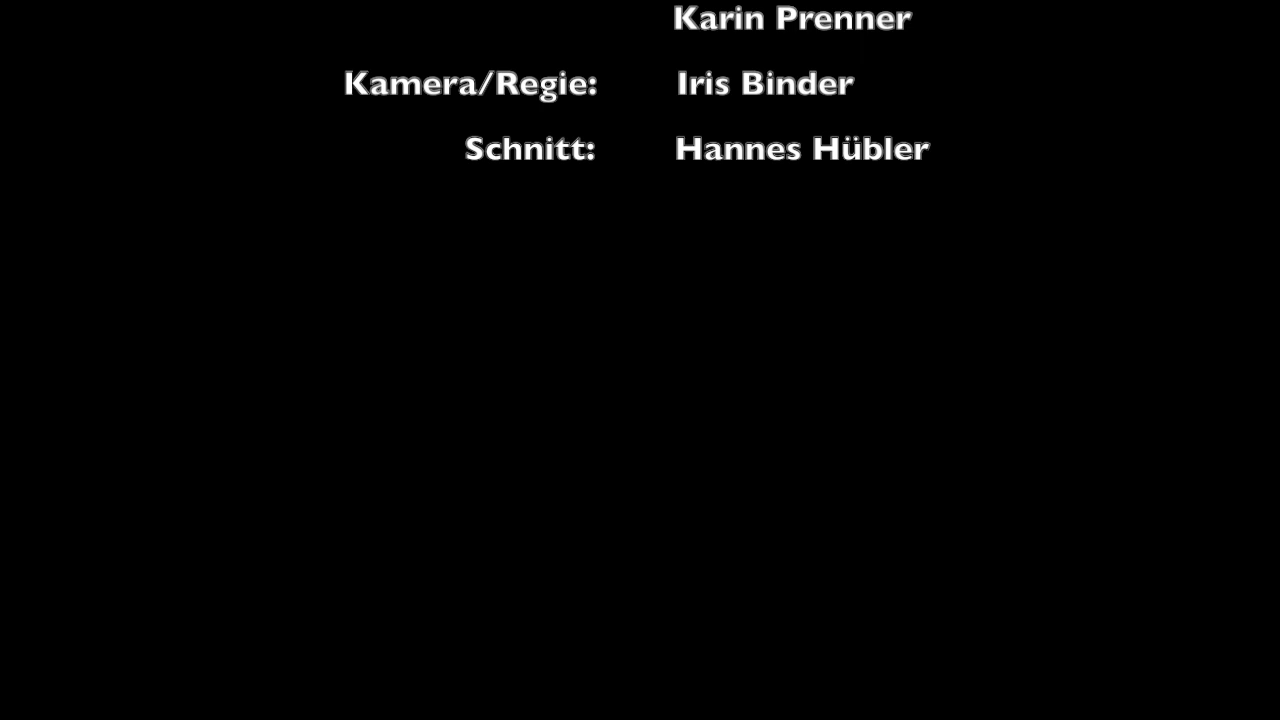 Karin Prenner
Kamera/Regie: Iris Binder
Schnitt: Hannes Hübler